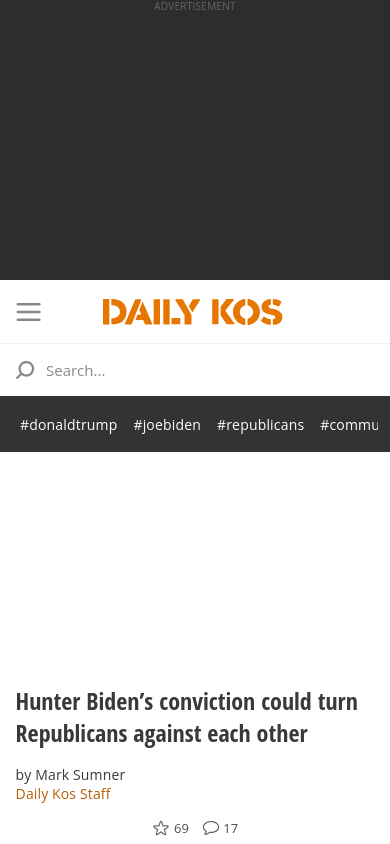 ADVERTISEMENT
DAILY KOS
Search...
#donaldtrump #joebiden #republicans #commu
Hunter Biden’s conviction could turn
Republicans against each other
by Mark Sumner
Daily Kos Staff
69 17